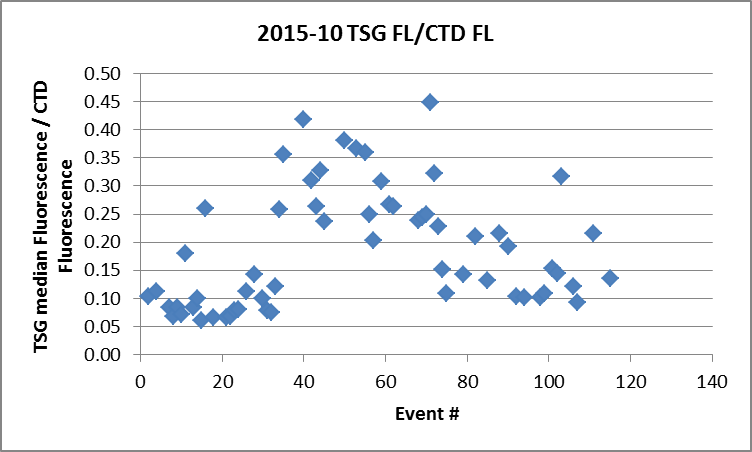 2015-10 TSG FL/CTD FL
TSG median Fluorescence / CTD
Fluorescence
0.50
0.45
0.40
0.35
0.30
0.25
0.20
0.15
0.10
0.05
0.00
0 20 40 60 80 100 120 140
Event #